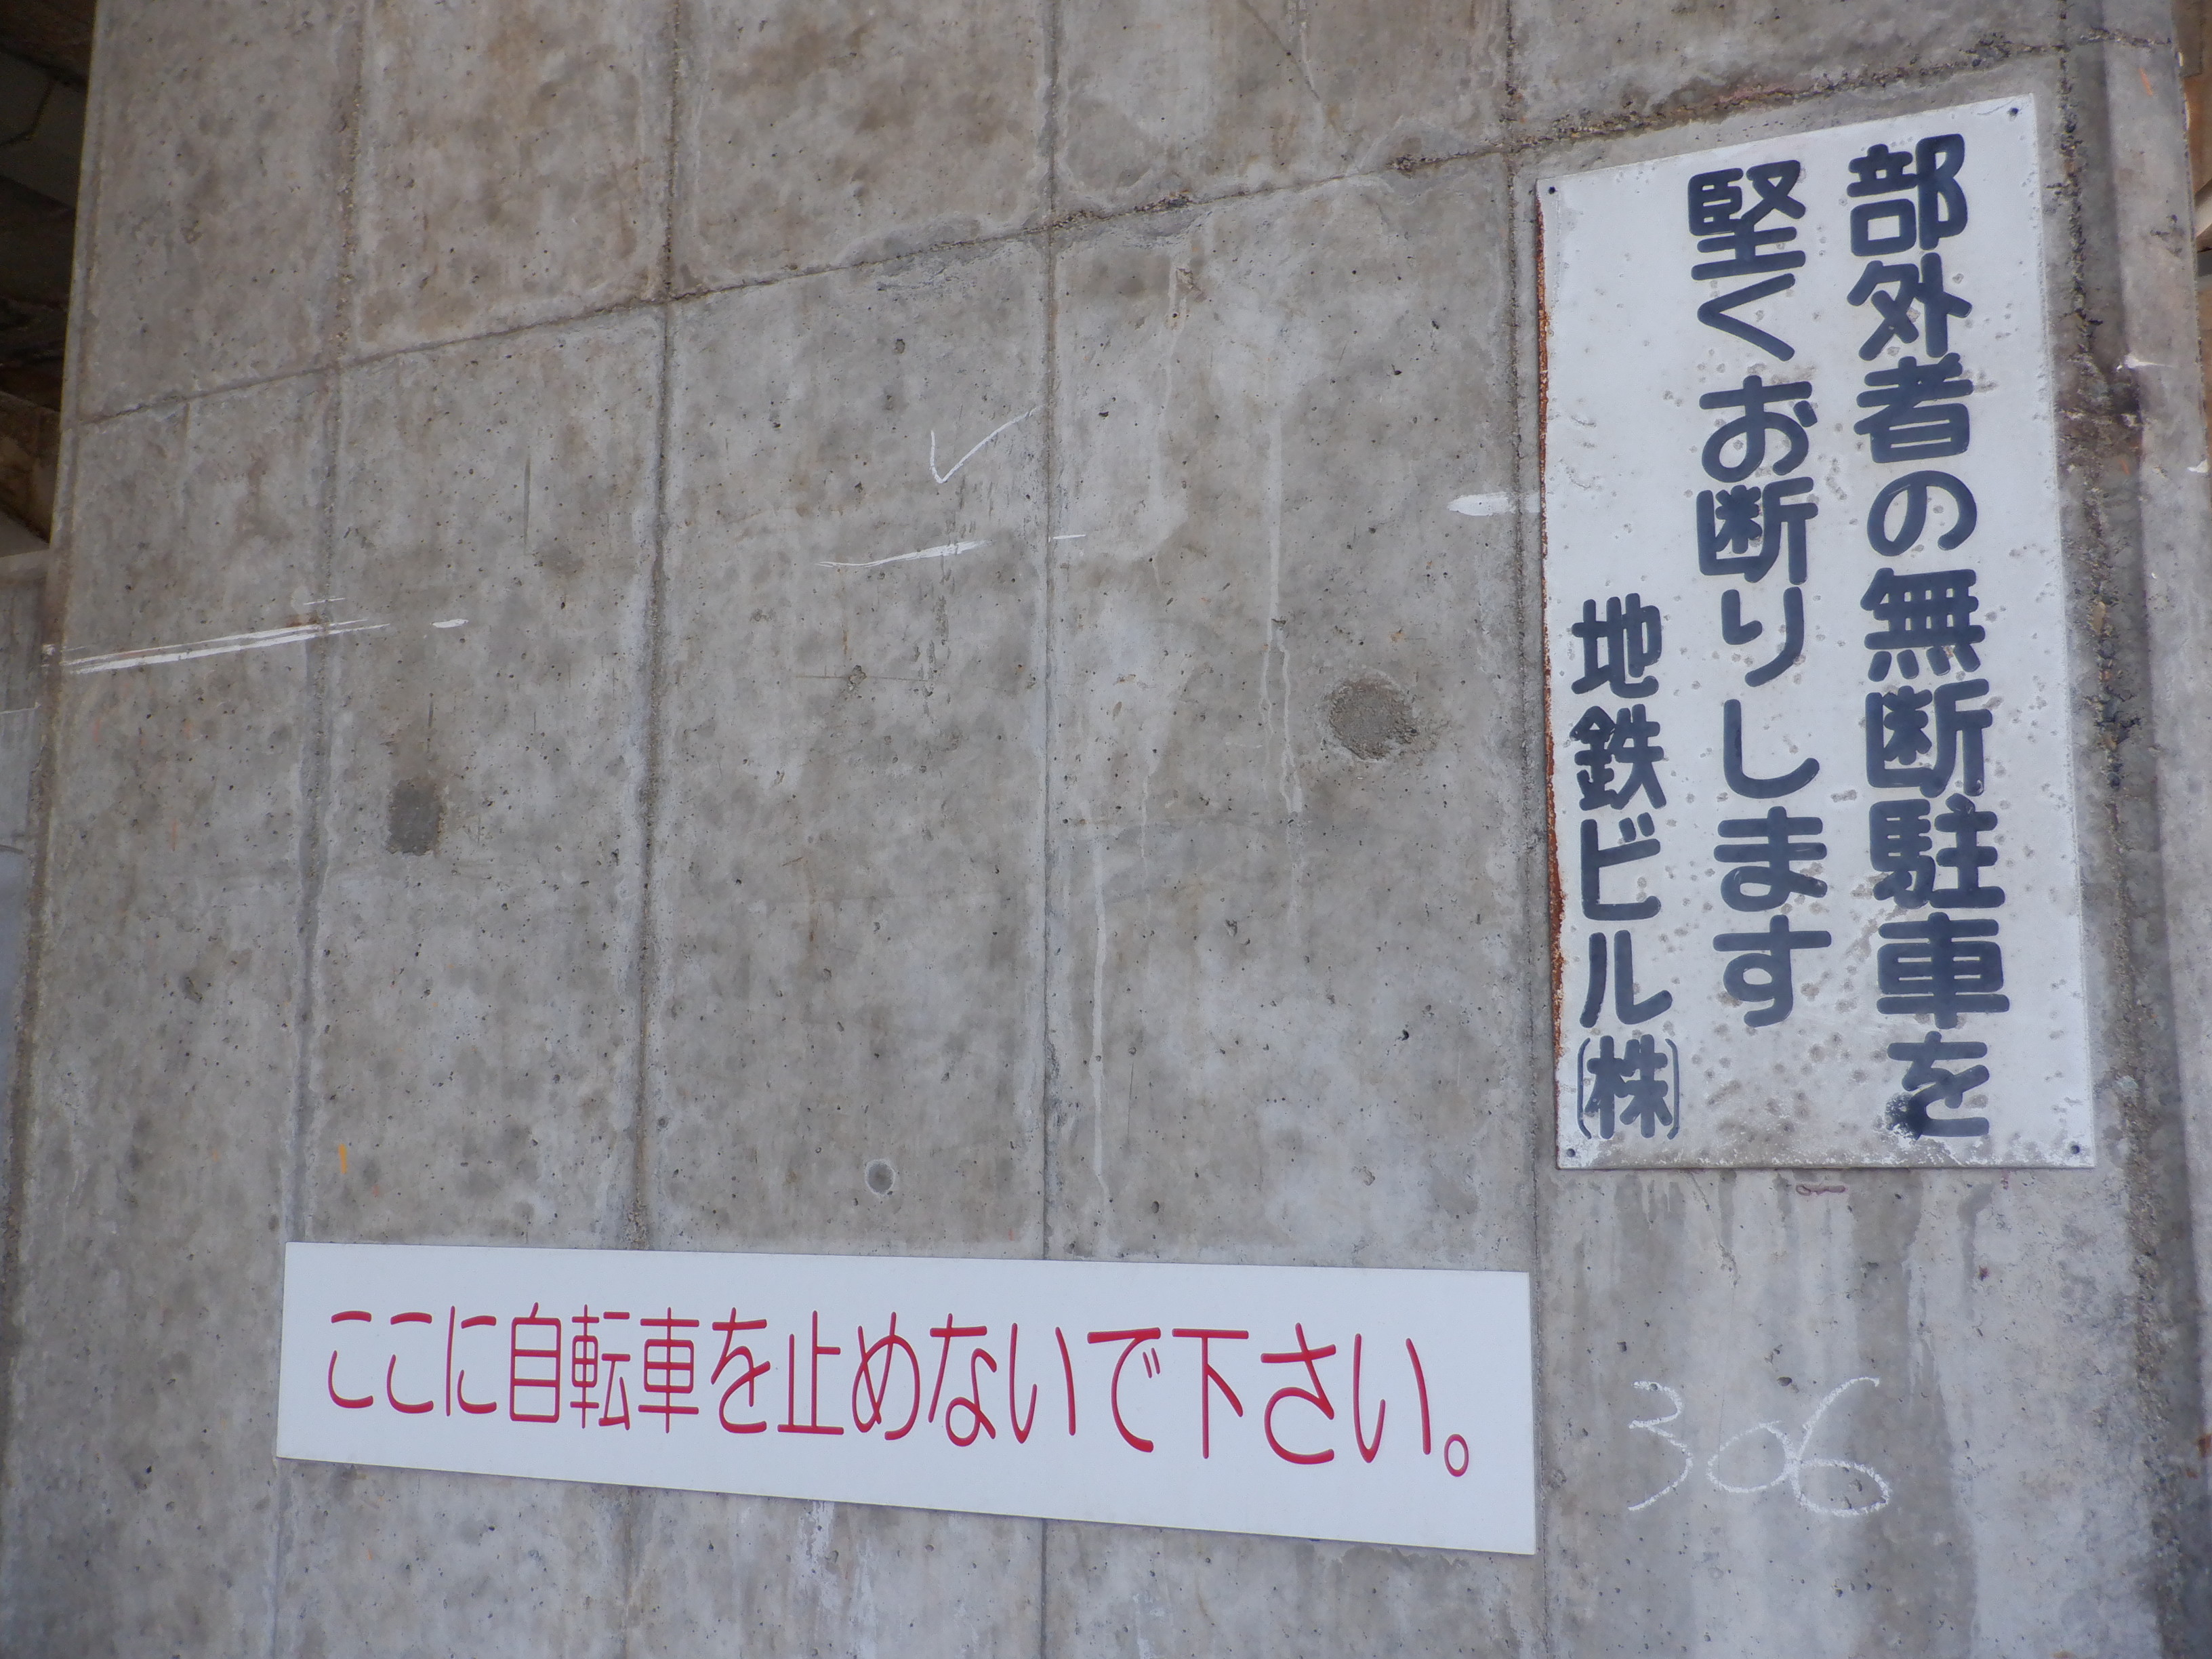 部外者の無断駐車を
堅くお断りします
地鉄ビル(株)
ここに自転車を止めないで下さい。
306